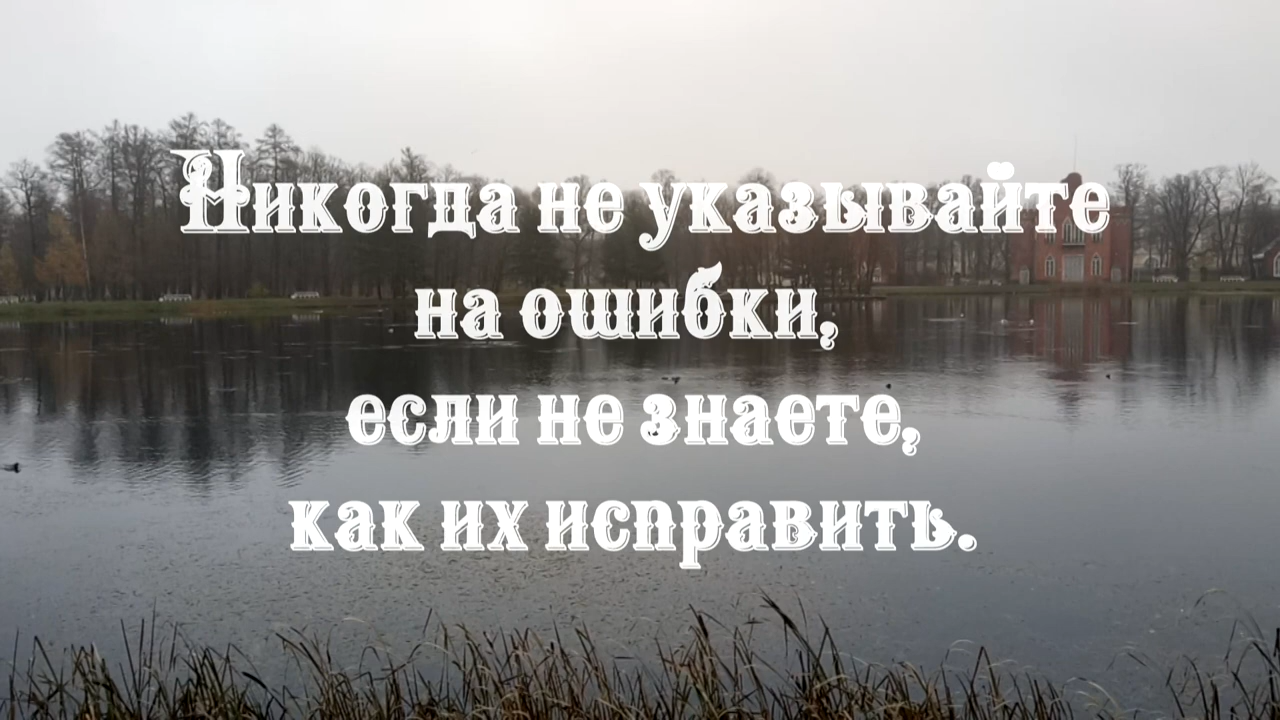 Никогда не указывайте
на ошибки,
если не знаете,
как их исправить.